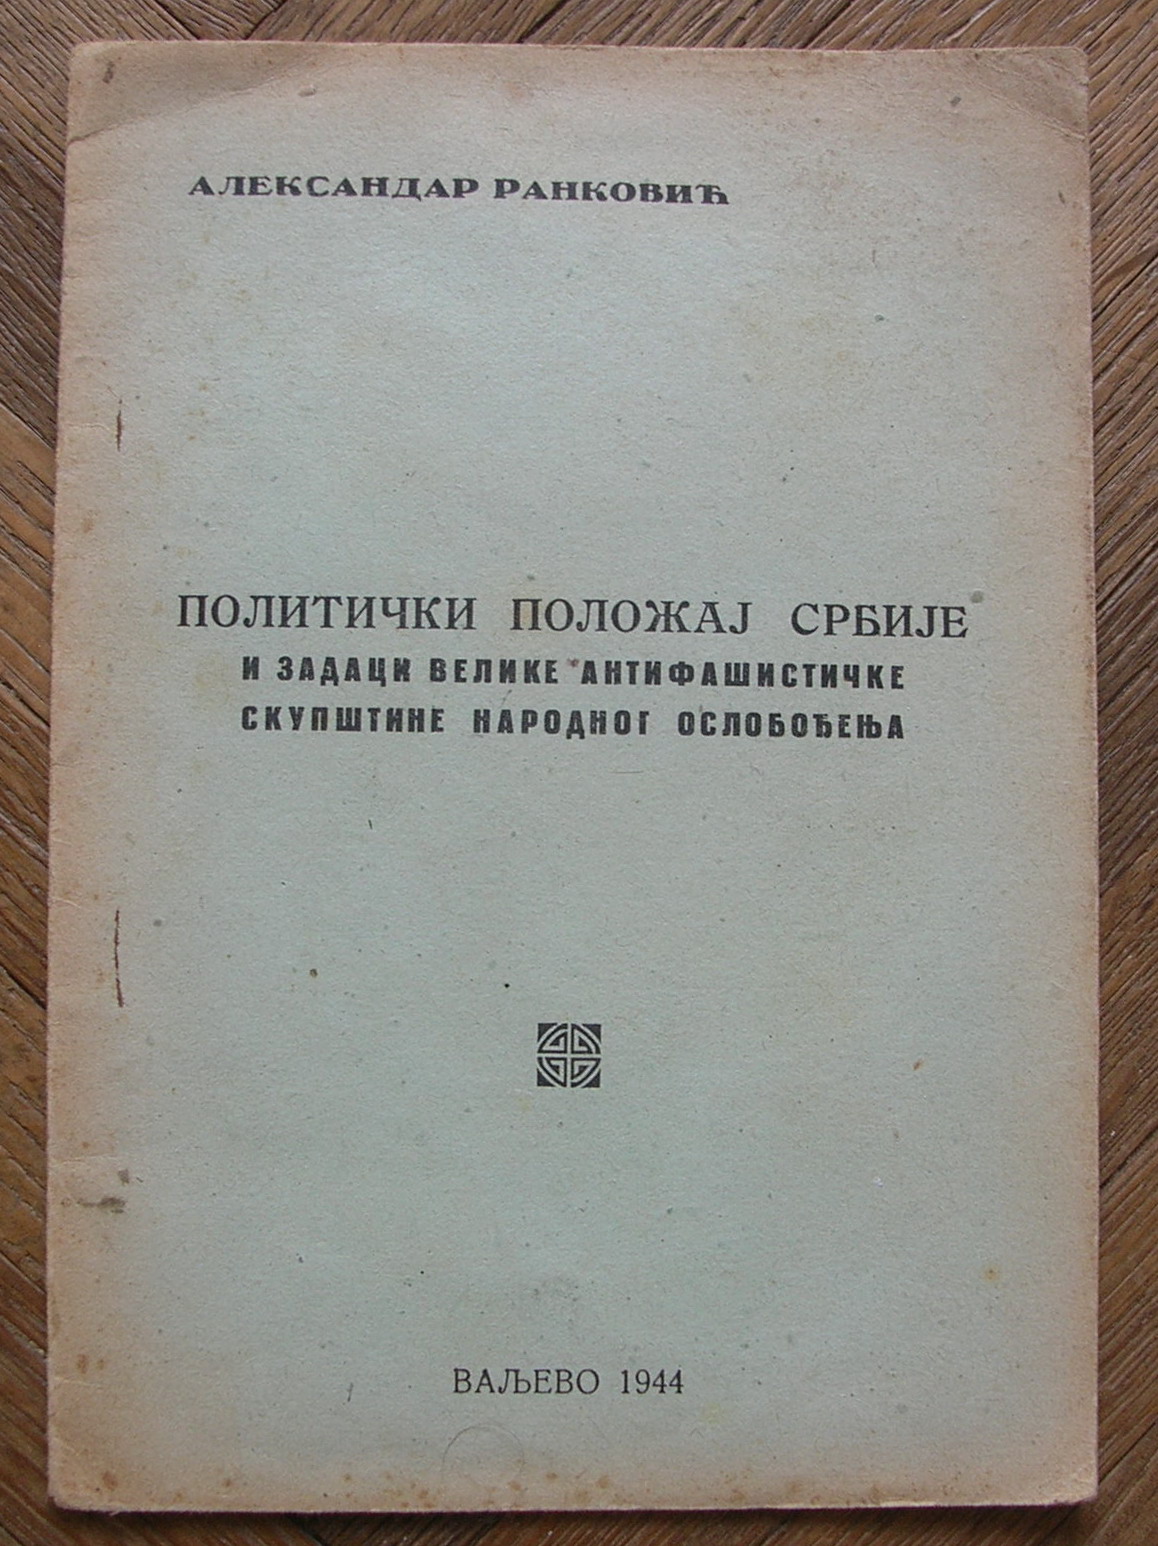 АЛЕКСАНДАР РАНКОВИЋ
ПОЛИТИЧКИ ПОЛОЖАЈ СРБИЈЕ
И ЗАДАЦИ ВЕЛИКЕ АНТИФАШИСТИЧКЕ
СКУПШТИНЕ НАРОДНОГ ОСЛОБОЂЕЊА
ВАЉЕВО 1944